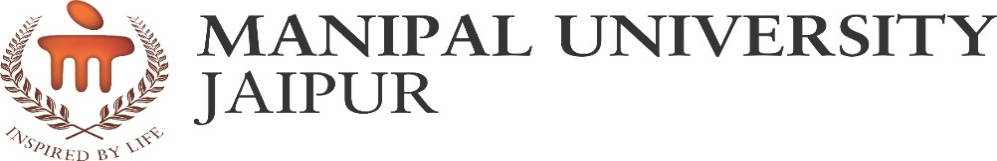 MANIPAL UNIVERSITY
JAIPUR
INSPIRED BY LIFE